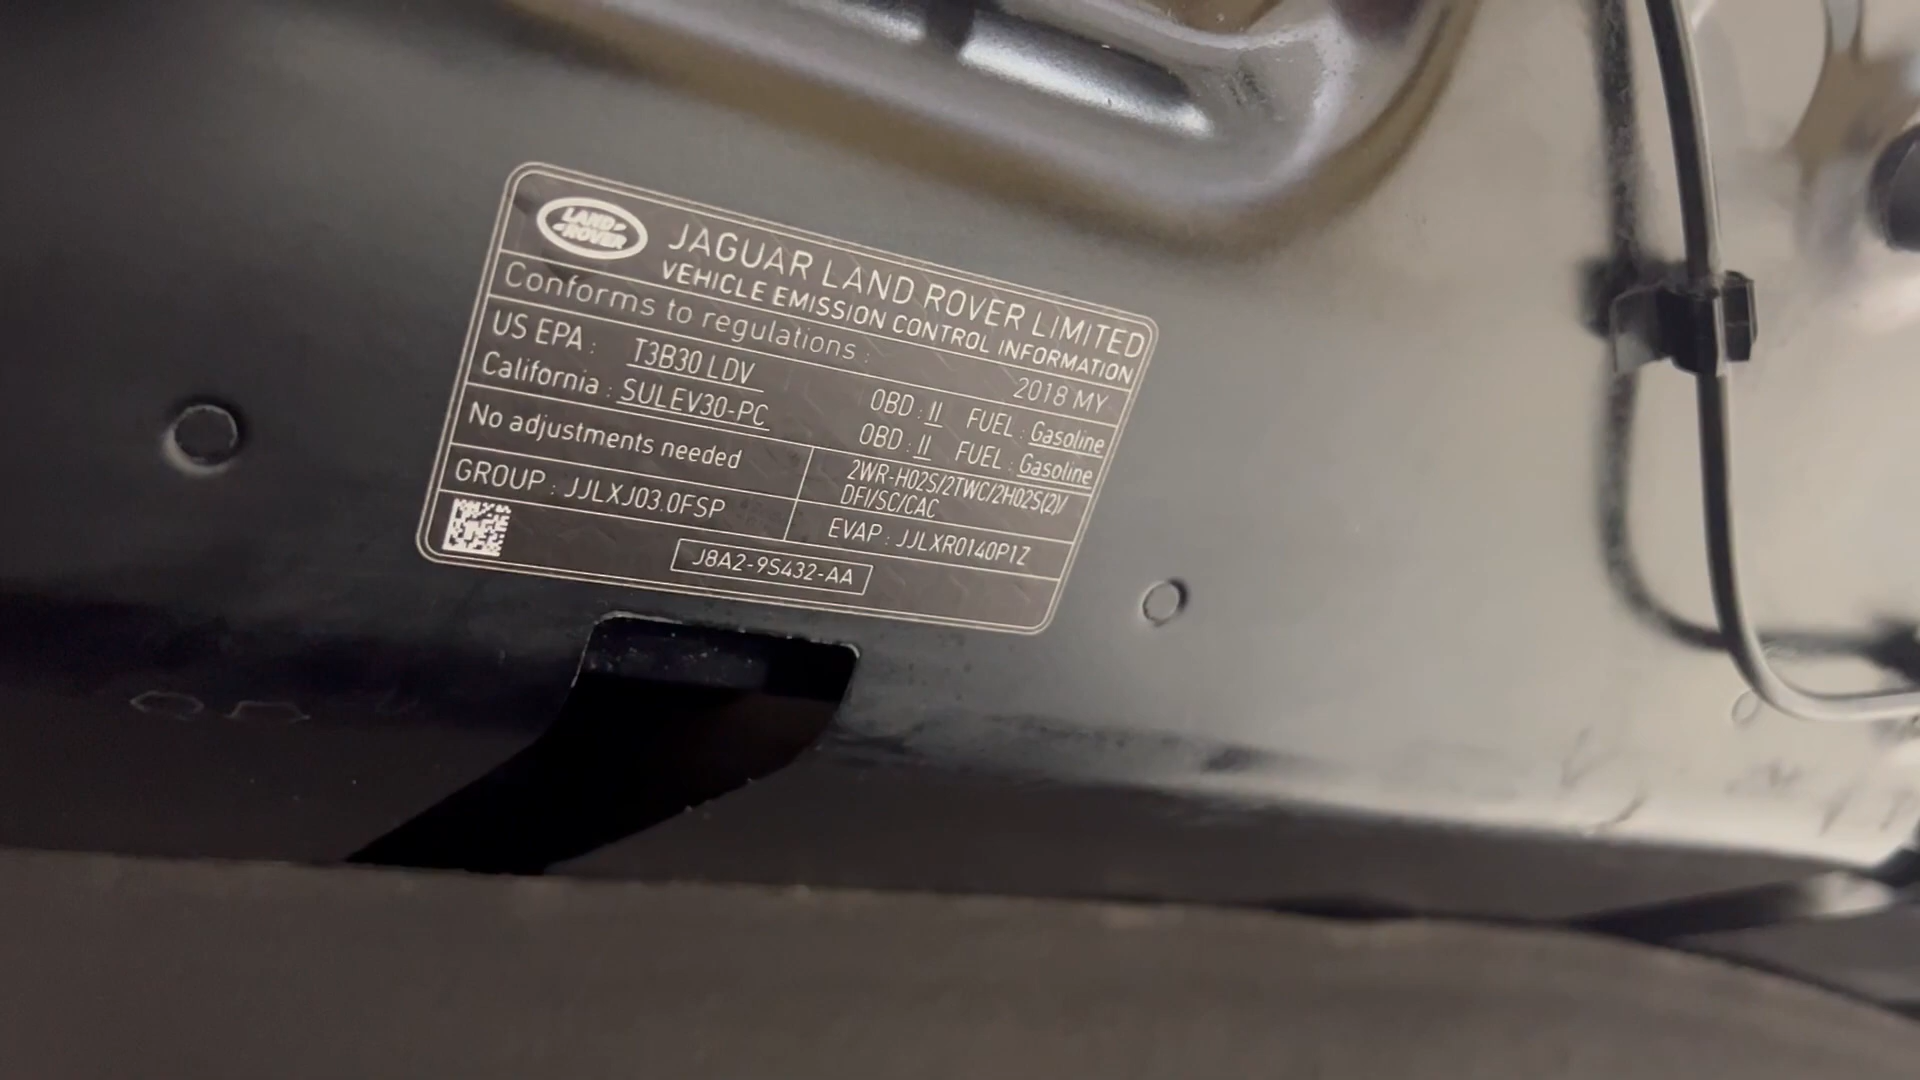 LAND
ROVER
JAGUAR LAND ROVER LIMITED
VEHICLE EMISSION CONTROL INFORMATION
Conforms to regulations : 2018 MY
US EPA : T3B30 LDV OBD : II FUEL : Gasoline
California : SULEV30-PC OBD : II FUEL : Gasoline
No adjustments needed
2WR-HO2S/2TWC/2HO2S(2)/
DFI/SC/CAC
GROUP : JJLXJ03.0FSP
EVAP : JJLXR0140P1Z
J8A2-9S432-AA